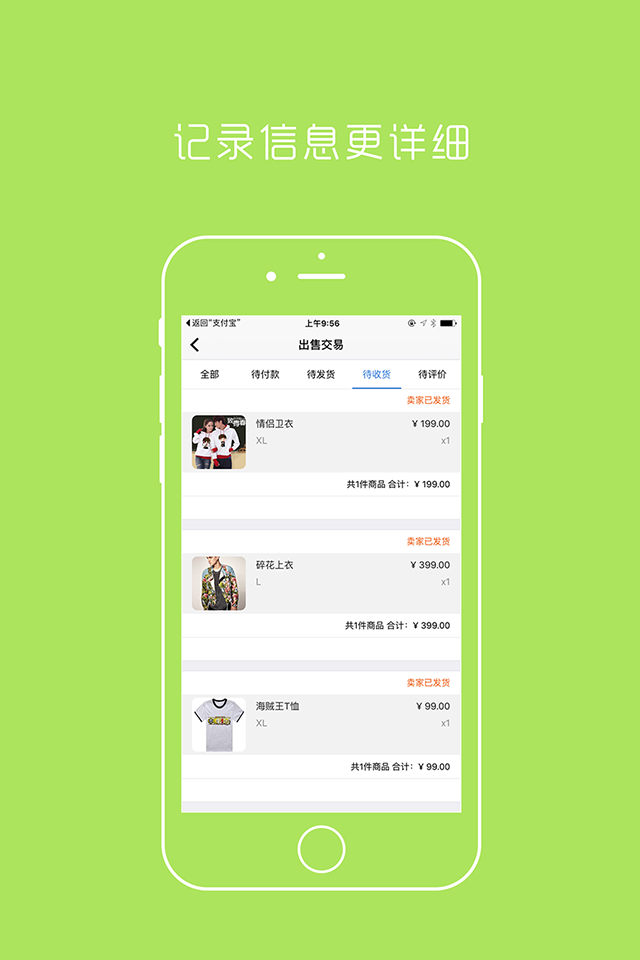 记录信息更详细
返回"支付宝" 上午9:56
出售交易
全部 待付款 待发货 待收货 待评价
卖家已发货
情侣卫衣 ¥ 199.00
XL x1
共1件商品 合计：¥ 199.00
卖家已发货
碎花上衣 ¥ 399.00
L x1
共1件商品 合计：¥ 399.00
卖家已发货
海贼王T恤 ¥ 99.00
XL x1
共1件商品 合计：¥ 99.00